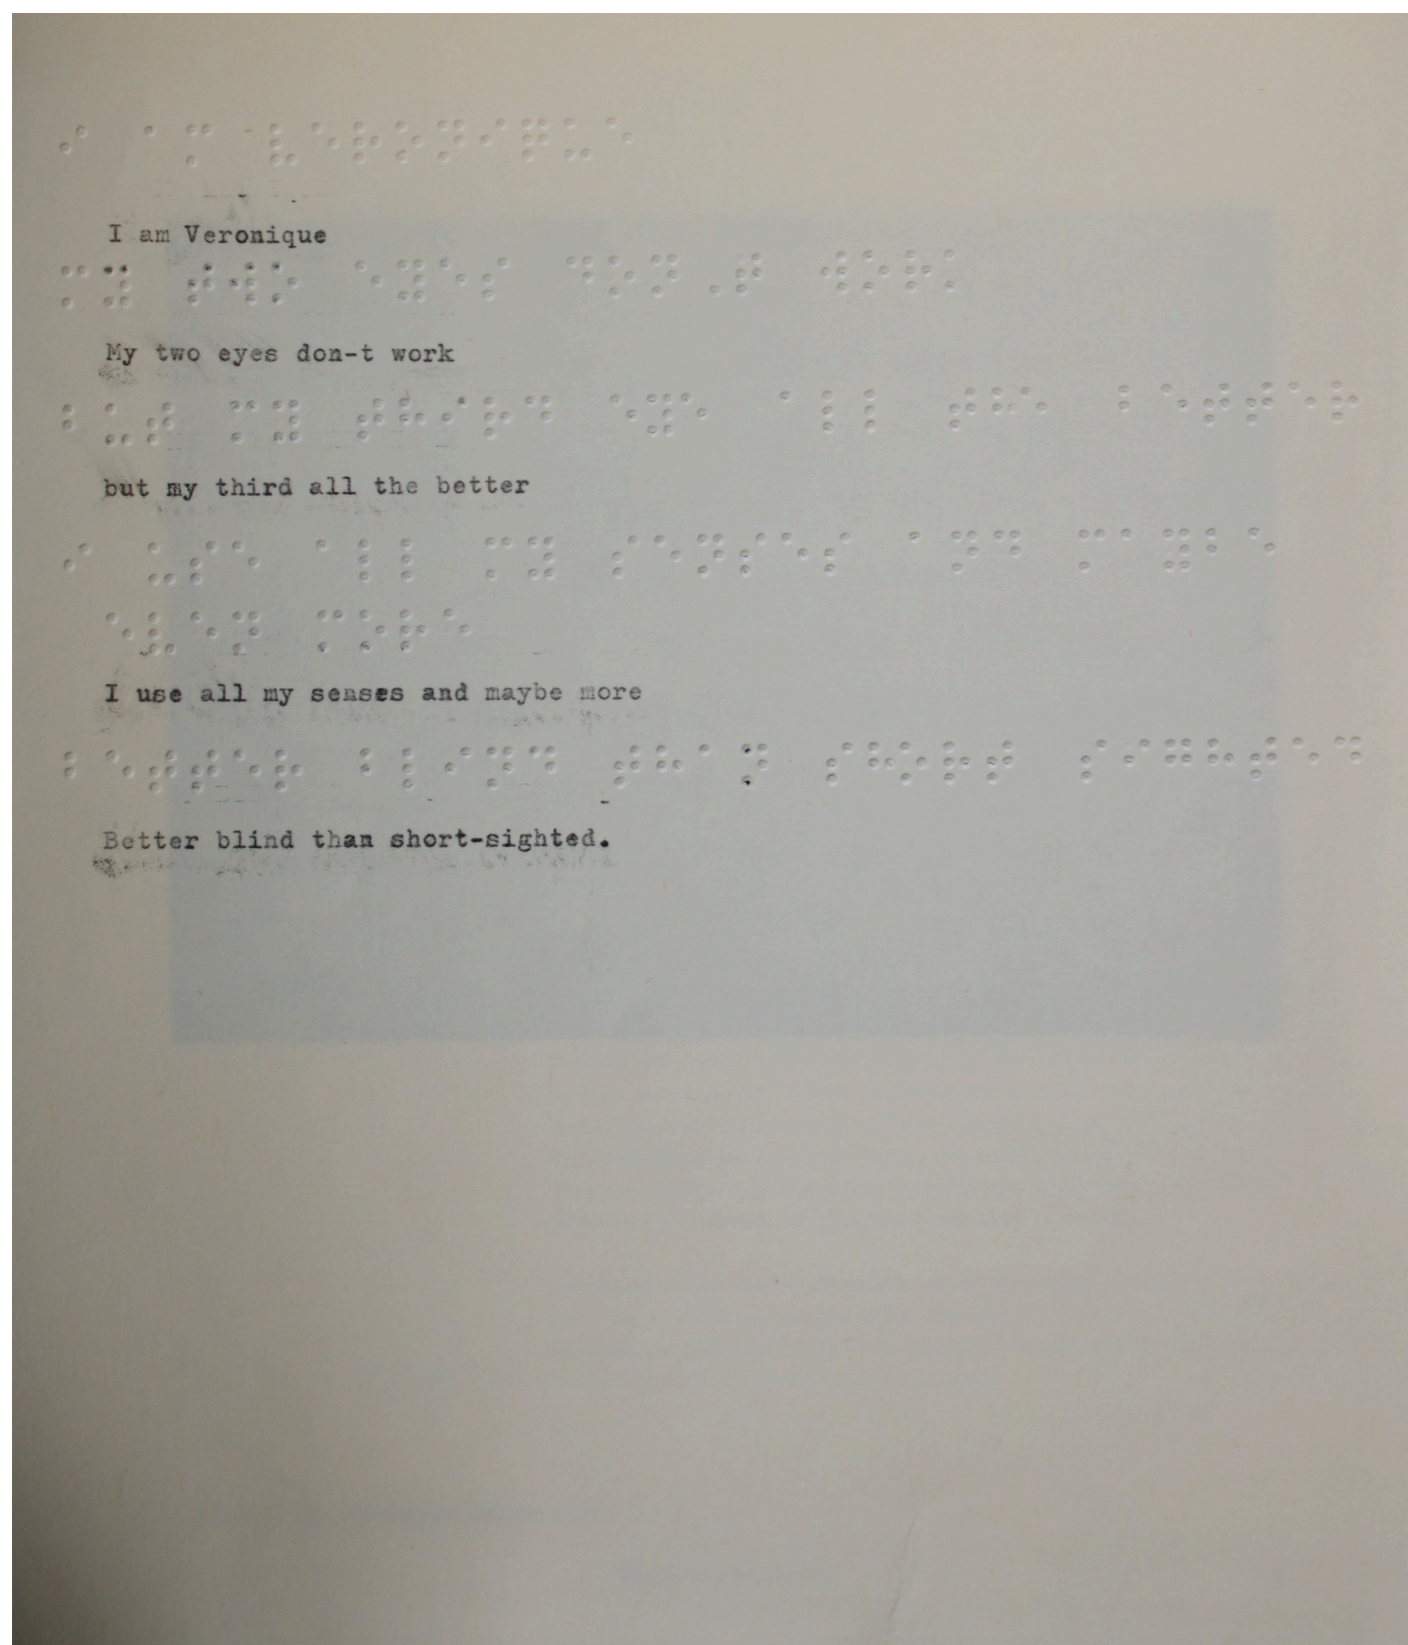 ⠊ ⠁⠍ ⠧⠑⠗⠕⠝⠊⠟⠥⠑
I am Veronique
⠍⠽ ⠞⠺⠕ ⠑⠽⠑⠎ ⠙⠕⠝⠠⠞ ⠺⠕⠗⠅
My two eyes don-t work
⠃⠥⠞ ⠍⠽ ⠞⠓⠊⠗⠙ ⠑⠽⠑ ⠁⠇⠇ ⠞⠓⠑ ⠃⠑⠞⠞⠑⠗
but my third all the better
⠊ ⠥⠎⠑ ⠁⠇⠇ ⠍⠽ ⠎⠑⠝⠎⠑⠎ ⠁⠝⠙ ⠍⠁⠽⠃⠑
⠑⠧⠑⠝ ⠍⠕⠗⠑
I use all my senses and maybe more
⠃⠑⠞⠞⠑⠗ ⠃⠇⠊⠝⠙ ⠞⠓⠁⠝ ⠎⠓⠕⠗⠞ ⠎⠊⠛⠓⠞⠑⠙
Better blind than short-sighted.